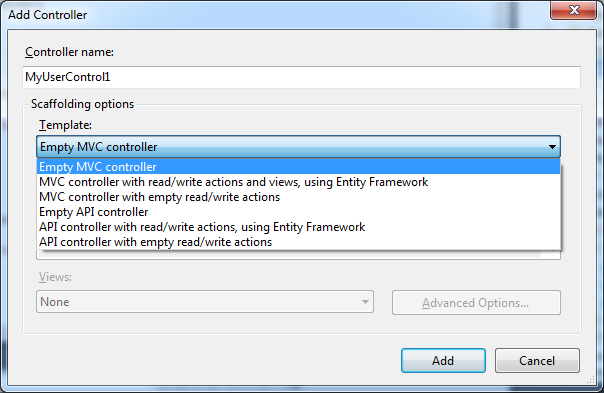 Add Controller
Controller name:
MyUserControl1
Scaffolding options
Template:
Empty MVC controller
Empty MVC controller
MVC controller with read/write actions and views, using Entity Framework
MVC controller with empty read/write actions
Empty API controller
API controller with read/write actions, using Entity Framework
API controller with empty read/write actions
Views:
None
Advanced Options...
Add
Cancel